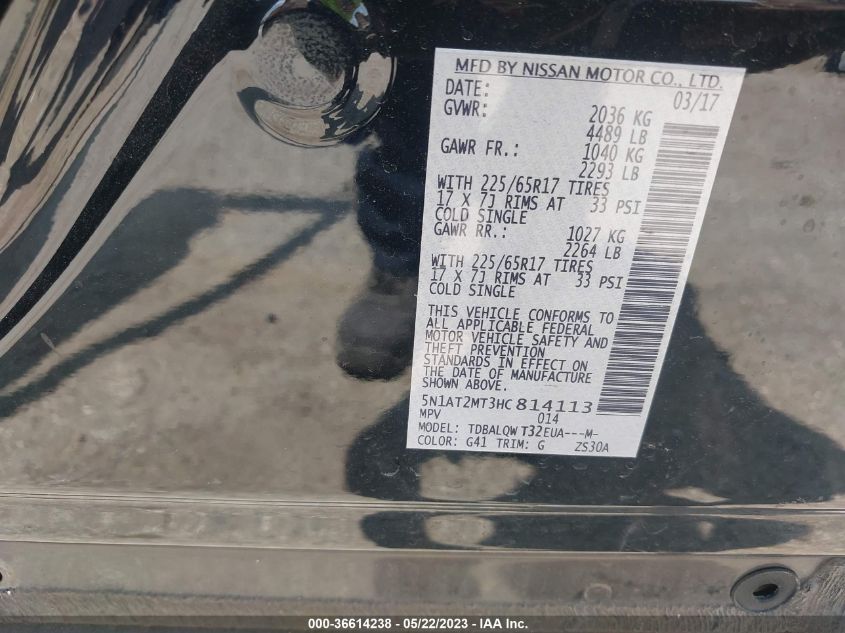 MFD BY NISSAN MOTOR CO., LTD.
DATE: 03/17
GVWR: 2036 KG
4489 LB
GAWR FR.: 1040 KG
2293 LB
WITH 225/65R17 TIRES
17 X 7J RIMS AT 33 PSI
COLD SINGLE
GAWR RR.: 1027 KG
2264 LB
WITH 225/65R17 TIRES
17 X 7J RIMS AT 33 PSI
COLD SINGLE
THIS VEHICLE CONFORMS TO
ALL APPLICABLE FEDERAL
MOTOR VEHICLE SAFETY AND
THEFT PREVENTION
STANDARDS IN EFFECT ON
THE DATE OF MANUFACTURE
SHOWN ABOVE.
5N1AT2MT3HC814113
MPV 014
MODEL: TDBALQW T32EUA---M-
COLOR: G41 TRIM: G ZS30A
000-36614238 - 05/22/2023 - IAA Inc.